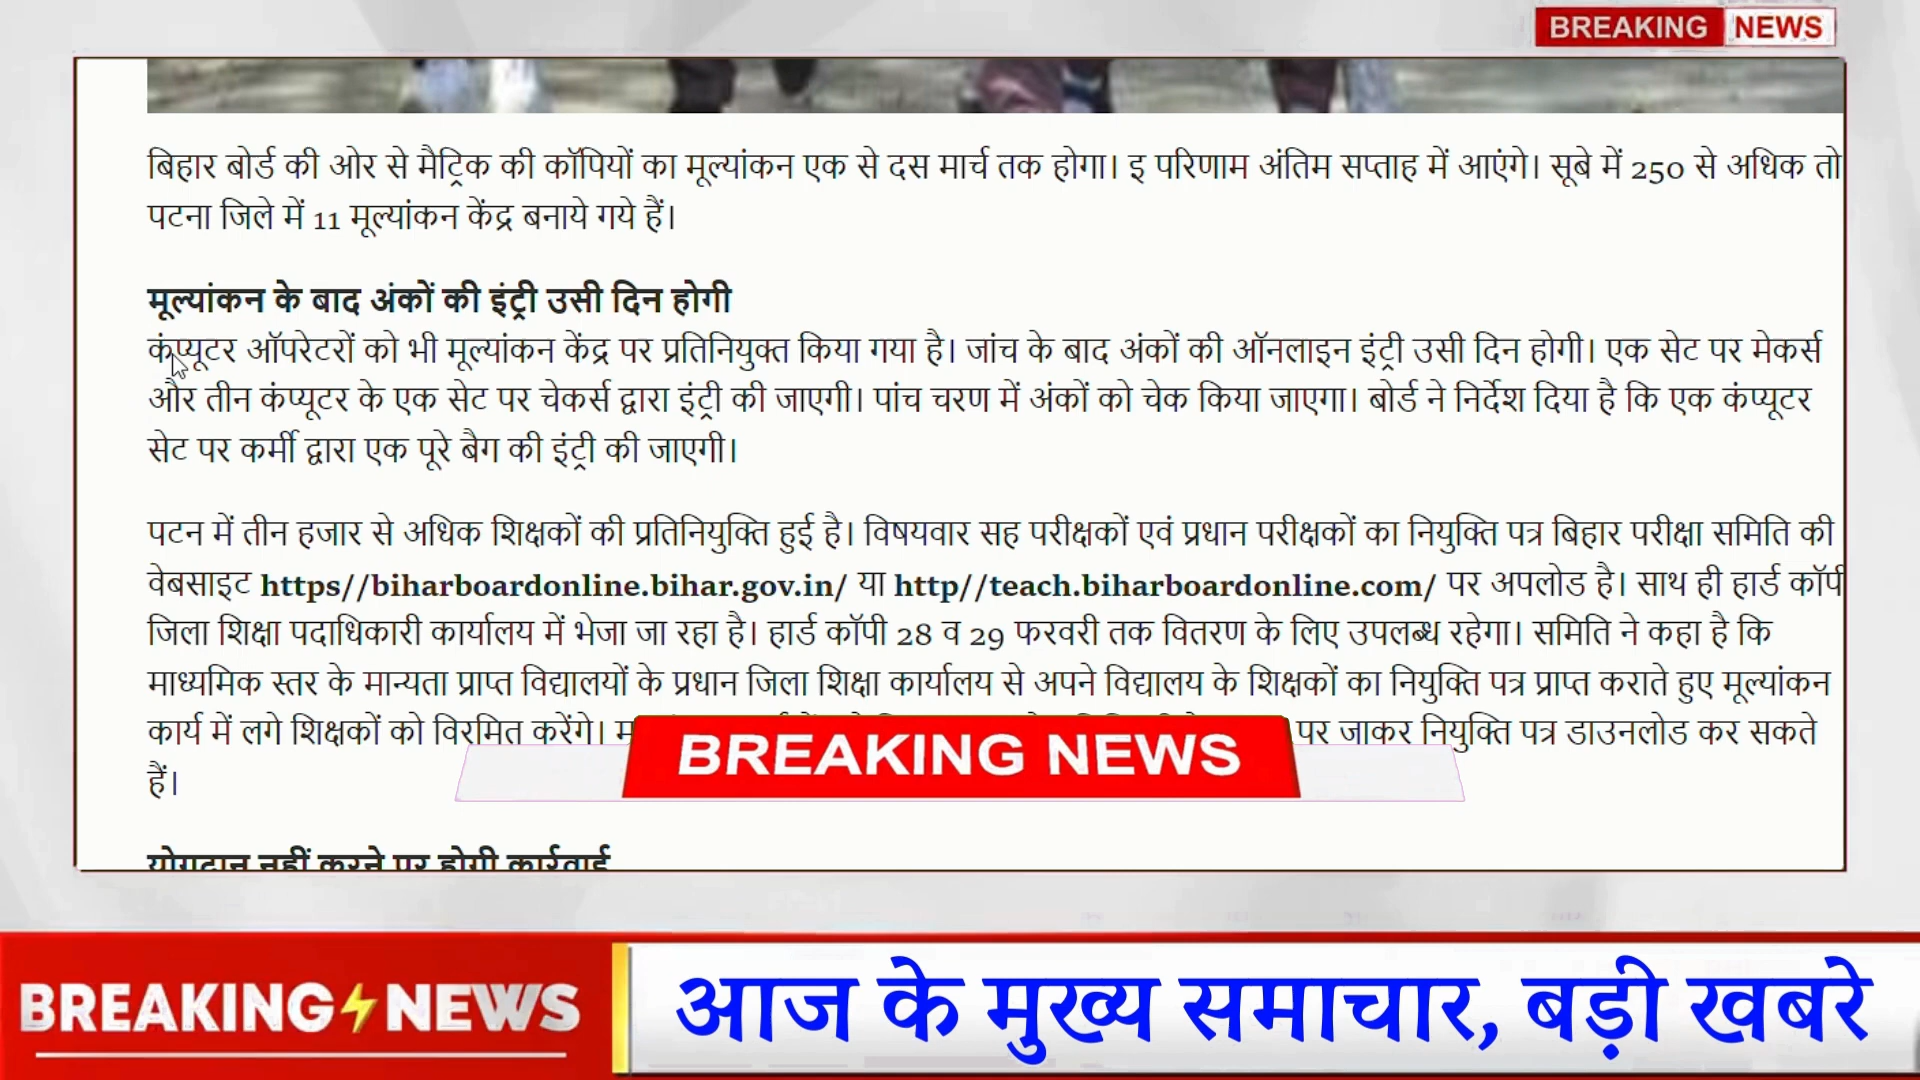 BREAKING NEWS
बिहार बोर्ड की ओर से मैट्रिक की कॉपियों का मूल्यांकन एक से दस मार्च तक होगा। इ परिणाम अंतिम सप्ताह में आएंगे। सूबे में 250 से अधिक तो
पटना जिले में 11 मूल्यांकन केंद्र बनाये गये हैं।
मूल्यांकन के बाद अंकों की इंट्री उसी दिन होगी
कंप्यूटर ऑपरेटरों को भी मूल्यांकन केंद्र पर प्रतिनियुक्त किया गया है। जांच के बाद अंकों की ऑनलाइन इंट्री उसी दिन होगी। एक सेट पर मेकर्स
और तीन कंप्यूटर के एक सेट पर चेकर्स द्वारा इंट्री की जाएगी। पांच चरण में अंकों को चेक किया जाएगा। बोर्ड ने निर्देश दिया है कि एक कंप्यूटर
सेट पर कर्मी द्वारा एक पूरे बैग की इंट्री की जाएगी।
पटन में तीन हजार से अधिक शिक्षकों की प्रतिनियुक्ति हुई है। विषयवार सह परीक्षकों एवं प्रधान परीक्षकों का नियुक्ति पत्र बिहार परीक्षा समिति की
वेबसाइट https//biharboardonline.bihar.gov.in/ या http//teach.biharboardonline.com/ पर अपलोड है। साथ ही हार्ड कॉपी
जिला शिक्षा पदाधिकारी कार्यालय में भेजा जा रहा है। हार्ड कॉपी 28 व 29 फरवरी तक वितरण के लिए उपलब्ध रहेगा। समिति ने कहा है कि
माध्यमिक स्तर के मान्यता प्राप्त विद्यालयों के प्रधान जिला शिक्षा कार्यालय से अपने विद्यालय के शिक्षकों का नियुक्ति पत्र प्राप्त कराते हुए मूल्यांकन
कार्य में लगे शिक्षकों को विरमित करेंगे। पर जाकर नियुक्ति पत्र डाउनलोड कर सकते
BREAKING NEWS
हैं।
योगदान नहीं करने पर होगी कार्रवाई
BREAKING NEWS
आज के मुख्य समाचार, बड़ी खबरे